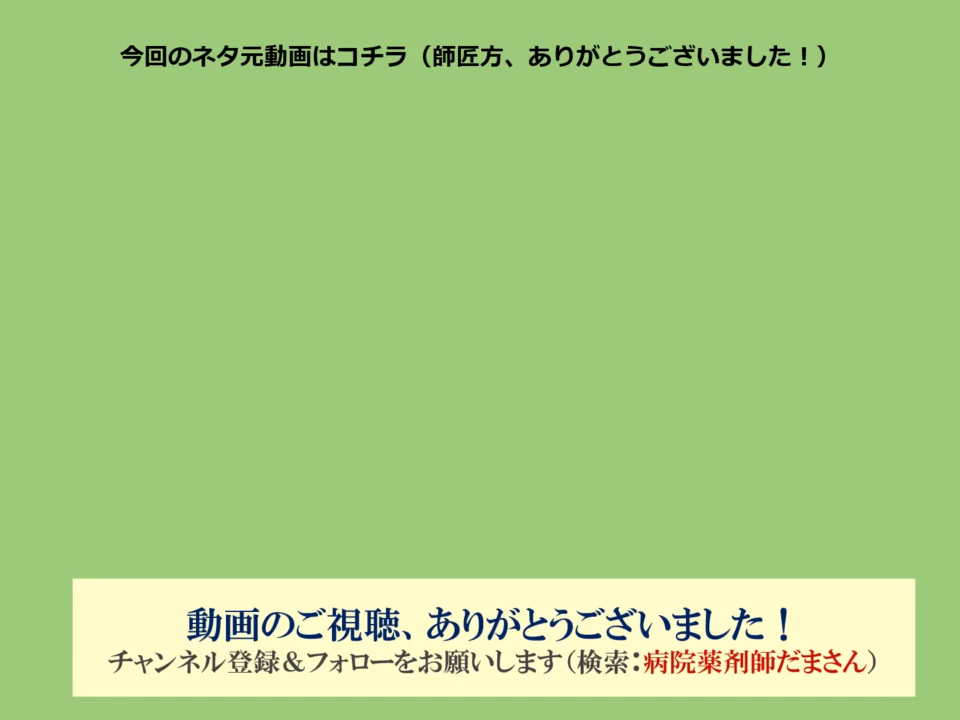 今回のネタ元動画はコチラ（師匠方、ありがとうございました！）
動画のご視聴、ありがとうございました！
チャンネル登録＆フォローをお願いします（検索：病院薬剤師だまさん）